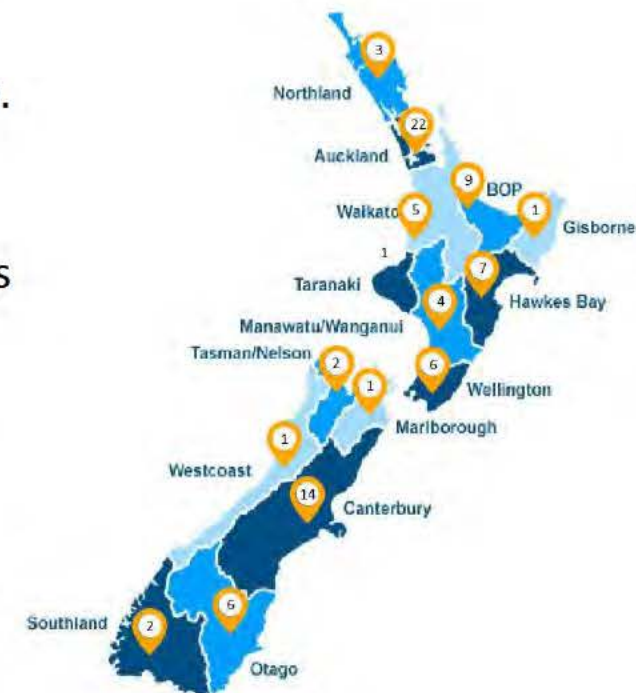 3
Northland
.
22
Auckland
9
BOP
5
Waikato
1
Gisborne
s
1
7
Taranaki
Hawkes Bay
4
Manawatu/Wanganui
Tasman/Nelson
2
6
1
Wellington
Marlborough
1
Westcoast
14
Canterbury
6
Southland
2
Otago